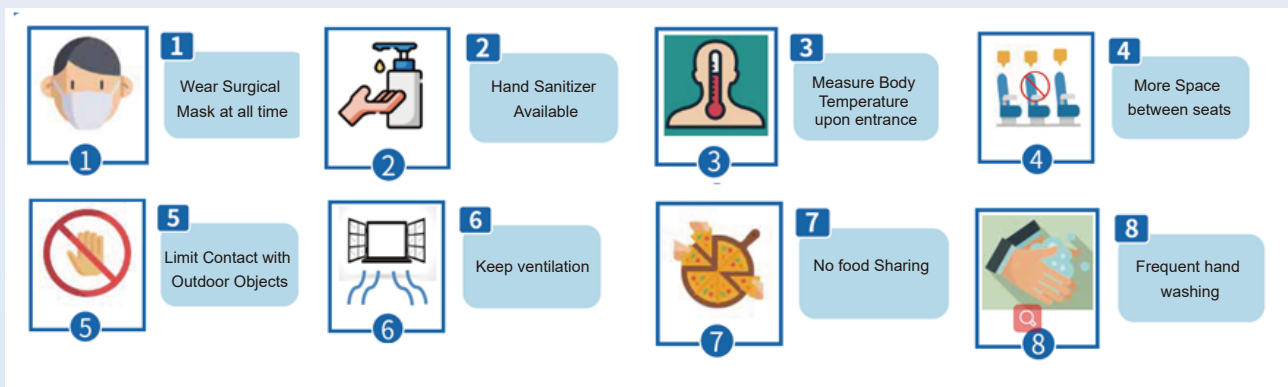 1
Wear Surgical
Mask at all time
1
2
Hand Sanitizer
Available
2
3
Measure Body
Temperature
upon entrance
3
4
More Space
between seats
4
5
Limit Contact with
Outdoor Objects
5
6
Keep ventilation
6
7
No food Sharing
7
8
Frequent hand
washing
8